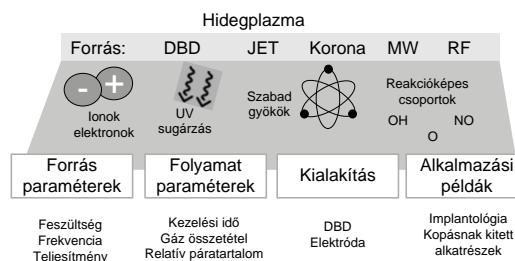 Hidegplazma
Forrás: DBD JET Korona MW RF
- +
Ionok
elektronok
UV
sugárzás
Szabad
gyökök
Reakcióképes
csoportok
OH NO
O
Forrás
paraméterek
Folyamat
paraméterek
Kialakítás
Alkalmazási
példák
Feszültség
Frekvencia
Teljesítmény
Kezelési idő
Gáz összetétel
Relatív páratartalom
DBD
Elektróda
Implantológia
Kopásnak kitett
alkatrészek